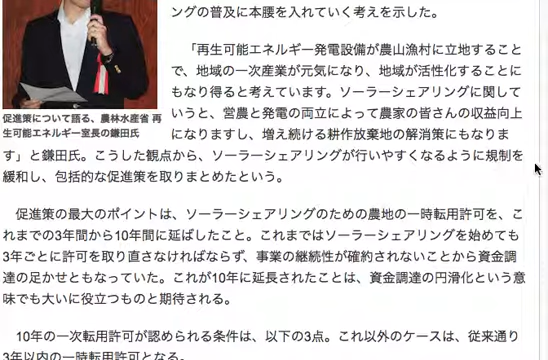 ングの普及に本腰を入れていく考えを示した。
「再生可能エネルギー発電設備が農山漁村に立地すること
で、地域の一次産業が元気になり、地域が活性化することに
もなり得ると考えています。ソーラーシェアリングに関して
いうと、営農と発電の両立によって農家の皆さんの収益向上
になりますし、増え続ける耕作放棄地の解消策にもなりま
促進策について語る、農林水産省 再
生可能エネルギー室長の鎌田氏
す」と鎌田氏。こうした観点から、ソーラーシェアリングが行いやすくなるように規制を
緩和し、包括的な促進策を取りまとめたという。
促進策の最大のポイントは、ソーラーシェアリングのための農地の一時転用許可を、こ
れまでの3年間から10年間に延ばしたこと。これまではソーラーシェアリングを始めても
3年ごとに許可を取り直さなければならず、事業の継続性が確約されないことから資金調
達の足かせともなっていた。これが10年に延長されたことは、資金調達の円滑化という意
味でも大いに役立つものと期待される。
10年の一次転用許可が認められる条件は、以下の3点。これ以外のケースは、従来通り
3年以内の一時転用許可となる。